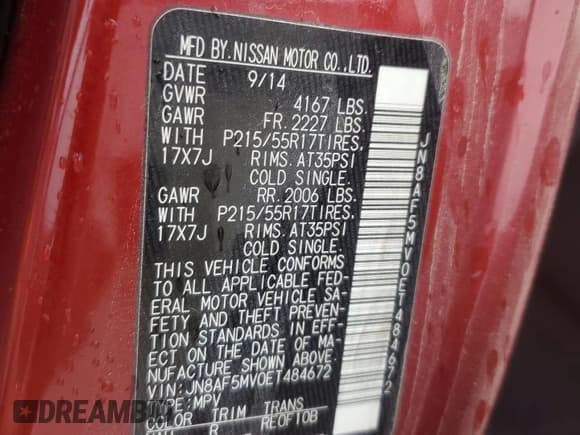 MFD BY.NISSAN MOTOR CO.,LTD.
DATE 9/14
GVWR 4167 LBS.
GAWR FR.2227 LBS.
WITH P215/55R17TIRES.
17X7J RIMS.AT35PSI
COLD SINGLE.
GAWR RR.2006 LBS.
WITH P215/55R17TIRES.
17X7J RIMS.AT35PSI
COLD SINGLE.
THIS VEHICLE CONFORMS
TO ALL APPLICABLE FED-
ERAL MOTOR VEHICLE SA-
FETY AND THEFT PREVEN-
TION STANDARDS IN EFF-
ECT ON THE DATE OF MA-
NUFACTURE SHOWN ABOVE.
VIN:JN8AF5MV0ET484672
TYPE:MPV
COLOR TRIM TRANS
R RE0F10B
JN8AF5MV0ET484672
DREAMBID